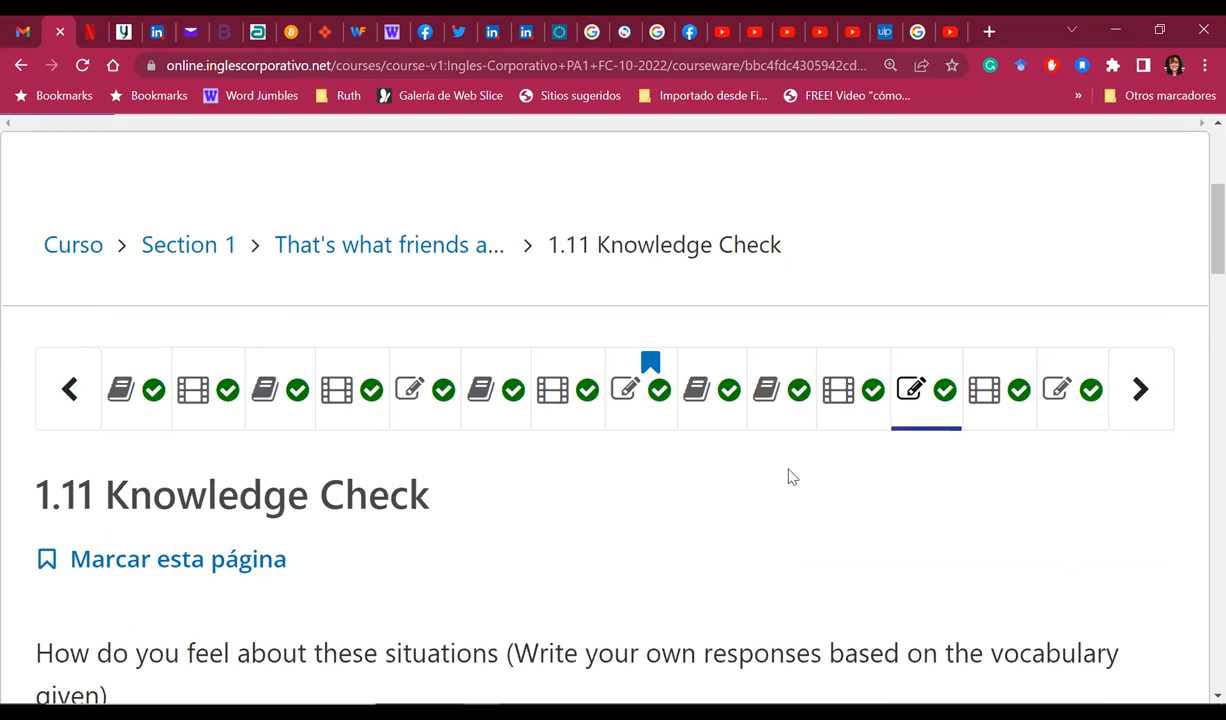 online.inglescorporativo.net/courses/course-v1:Ingles-Corporativo+PA1+FC-10-2022/courseware/bbc4fdc4305942cd...
Bookmarks Bookmarks Word Jumbles Ruth Galería de Web Slice Sitios sugeridos Importado desde Fi... FREE! Video "cómo... » Otros marcadores
Curso > Section 1 > That's what friends a... > 1.11 Knowledge Check
1.11 Knowledge Check
Marcar esta página
How do you feel about these situations (Write your own responses based on the vocabulary
given)